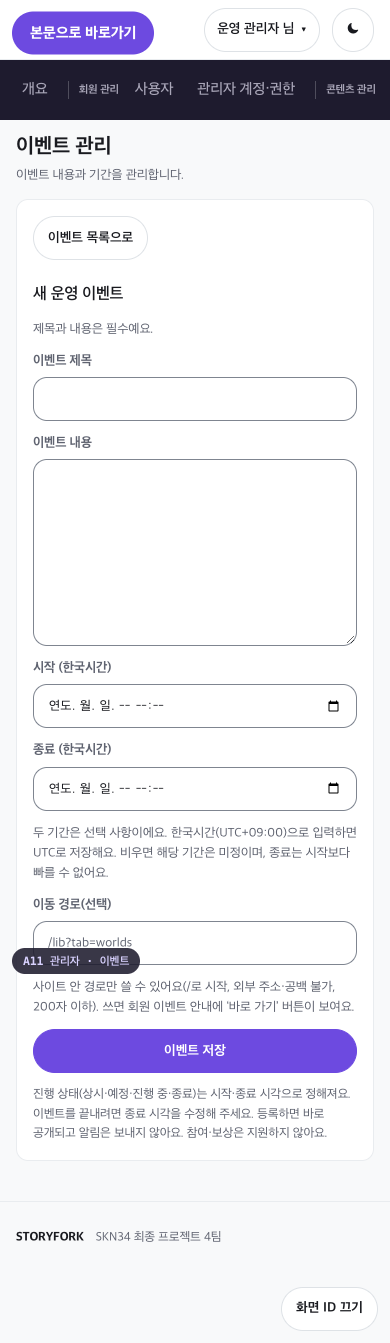 본문으로 바로가기
운영 관리자 님 ▾
개요
회원 관리
사용자
관리자 계정·권한
콘텐츠 관리
이벤트 관리
이벤트 내용과 기간을 관리합니다.
이벤트 목록으로
새 운영 이벤트
제목과 내용은 필수예요.
이벤트 제목
이벤트 내용
시작 (한국시간)
연도. 월. 일. -- --:--
종료 (한국시간)
연도. 월. 일. -- --:--
두 기간은 선택 사항이에요. 한국시간(UTC+09:00)으로 입력하면
UTC로 저장해요. 비우면 해당 기간은 미정이며, 종료는 시작보다
빠를 수 없어요.
이동 경로(선택)
/lib?tab=worlds
A11 관리자 · 이벤트
사이트 안 경로만 쓸 수 있어요(/로 시작, 외부 주소·공백 불가,
200자 이하). 쓰면 회원 이벤트 안내에 '바로 가기' 버튼이 보여요.
이벤트 저장
진행 상태(상시·예정·진행 중·종료)는 시작·종료 시각으로 정해져요.
이벤트를 끝내려면 종료 시각을 수정해 주세요. 등록하면 바로
공개되고 알림은 보내지 않아요. 참여·보상은 지원하지 않아요.
STORYFORK SKN34 최종 프로젝트 4팀
화면 ID 끄기